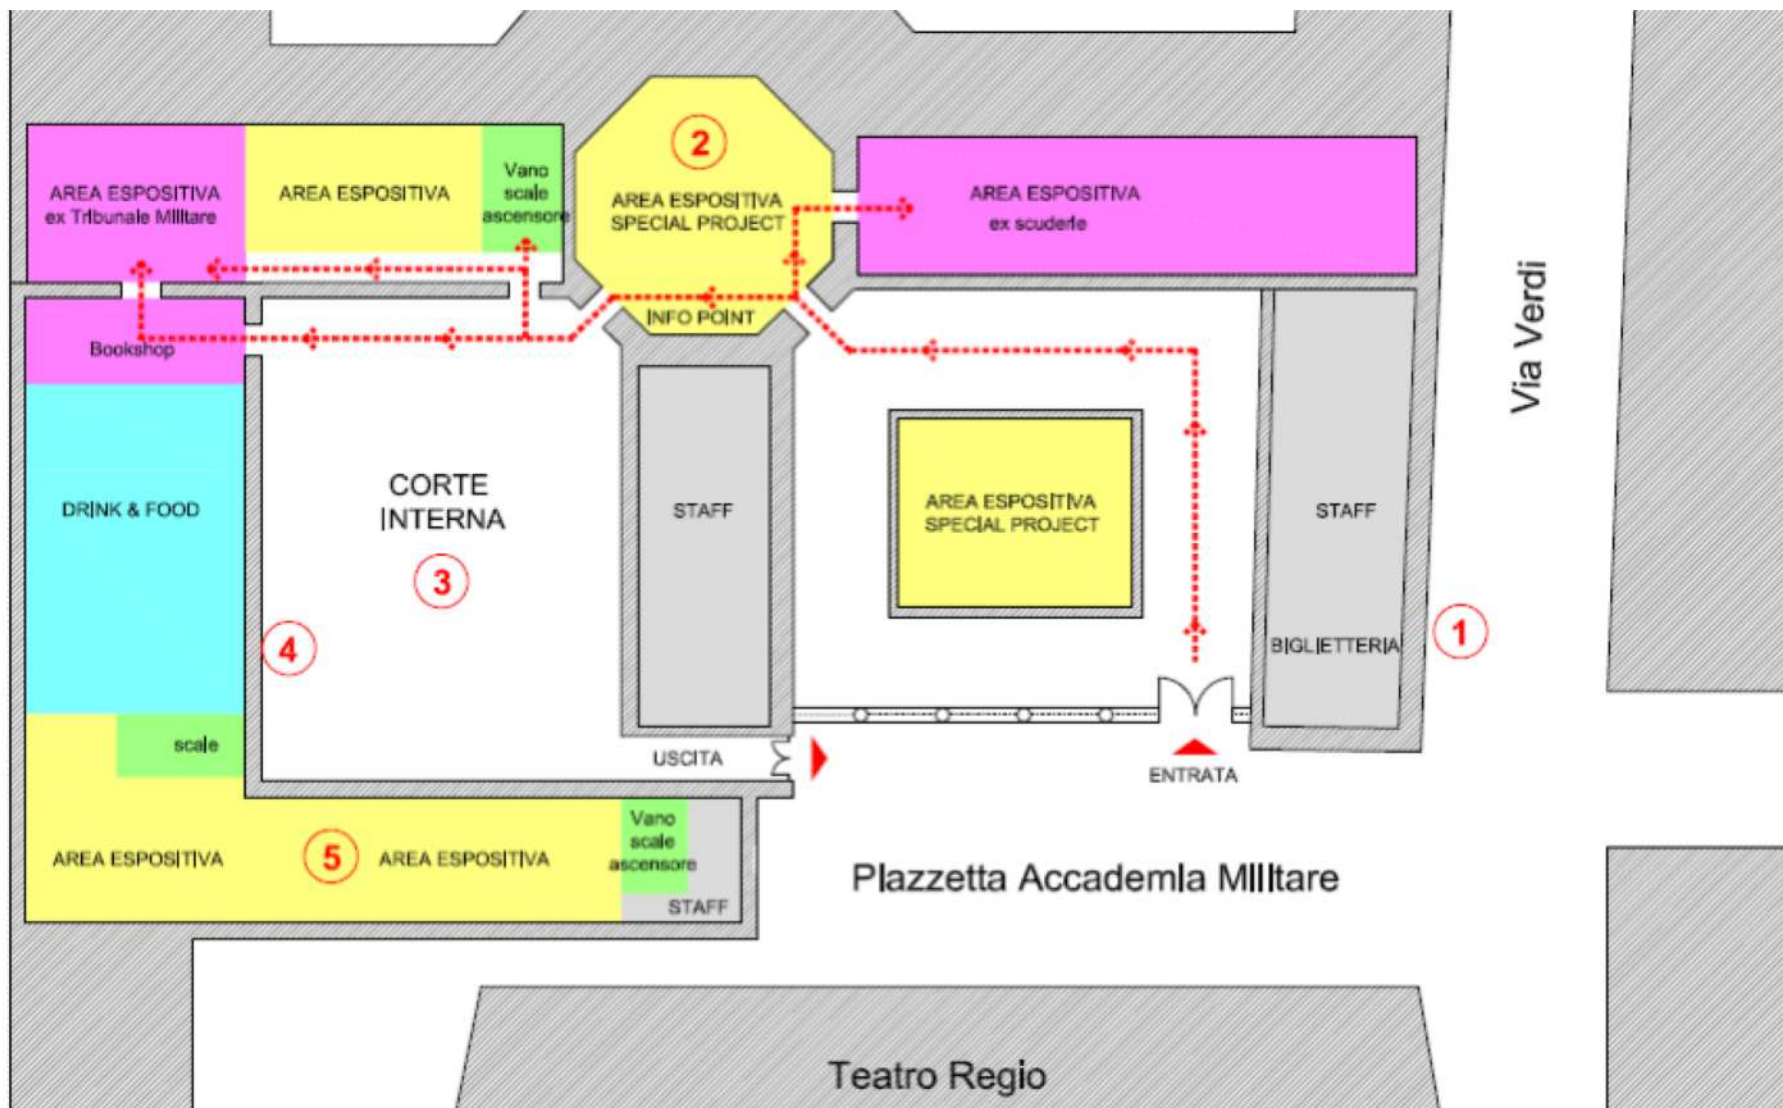 AREA ESPOSITIVA
ex Tribunale Militare
AREA ESPOSITIVA
Vano
scale
ascensore
2
AREA ESPOSITIVA
SPECIAL PROJECT
INFO POINT
AREA ESPOSITIVA
ex scuderie
Via Verdi
Bookshop
DRINK & FOOD
CORTE
INTERNA
3
4
STAFF
AREA ESPOSITIVA
SPECIAL PROJECT
STAFF
BIGLIETTERIA
1
scale
USCITA
ENTRATA
AREA ESPOSITIVA
5
AREA ESPOSITIVA
Vano
scale
ascensore
STAFF
Piazzetta Accademia Militare
Teatro Regio